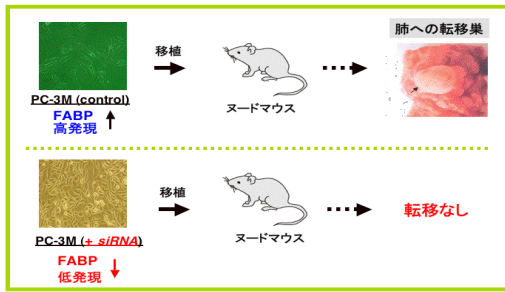 移植
肺への転移巣
PC-3M (control)
FABP
高発現
ヌードマウス
移植
転移なし
PC-3M (+ siRNA)
FABP
低発現
ヌードマウス